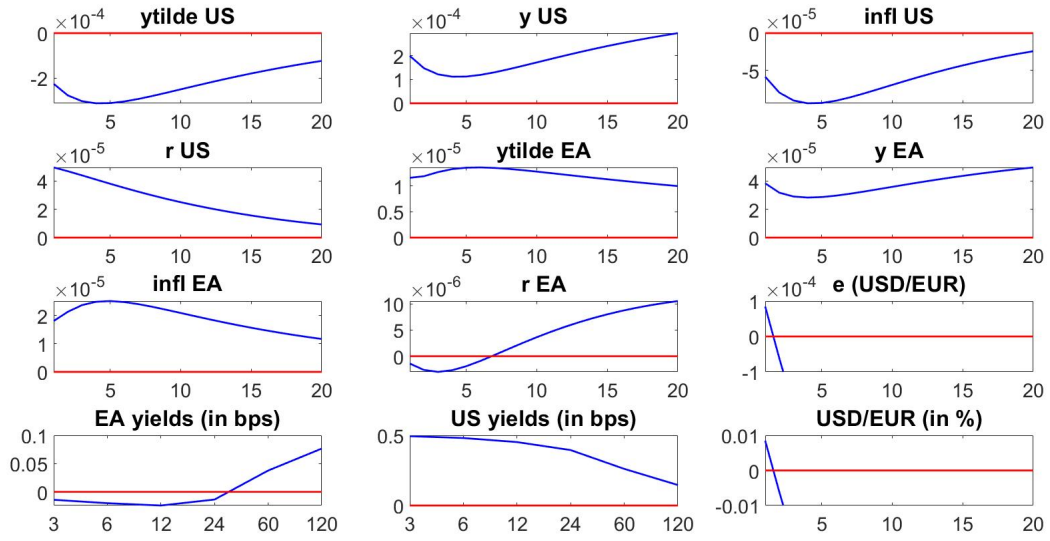 ×10⁻⁴ ytilde US
0
-2
5 10 15 20
×10⁻⁴ y US
2
1
0
5 10 15 20
×10⁻⁵ infl US
0
-5
5 10 15 20
×10⁻⁵ r US
4
2
0
5 10 15 20
×10⁻⁵ ytilde EA
1
0.5
0
5 10 15 20
×10⁻⁵ y EA
4
2
0
5 10 15 20
×10⁻⁵ infl EA
2
1
0
5 10 15 20
×10⁻⁶ r EA
10
5
0
5 10 15 20
×10⁻⁴ e (USD/EUR)
1
0
-1
5 10 15 20
EA yields (in bps)
0.1
0.05
0
3 6 12 24 60 120
US yields (in bps)
0.5
0
3 6 12 24 60 120
USD/EUR (in %)
0.01
0
-0.01
5 10 15 20